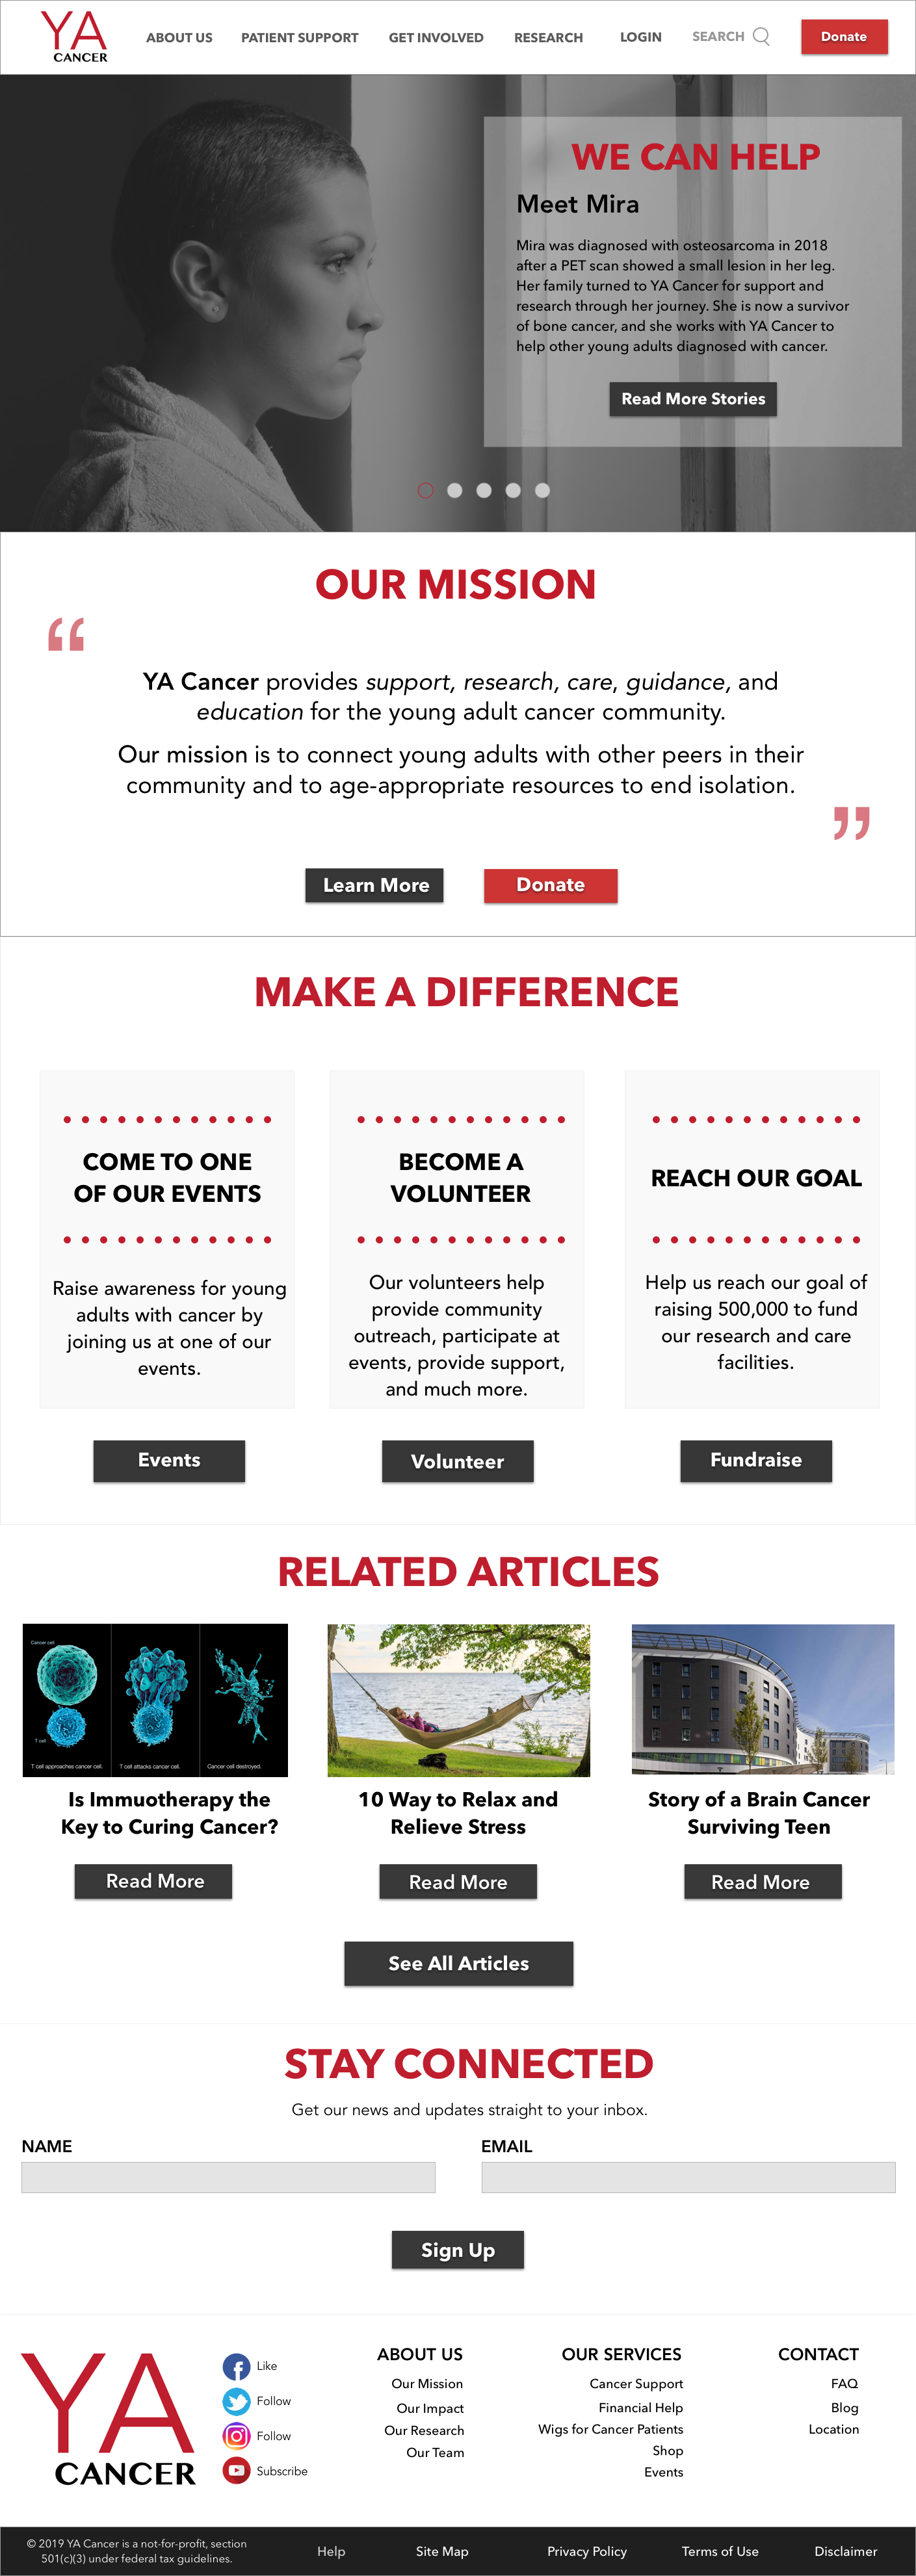 YA
CANCER
ABOUT US
PATIENT SUPPORT
GET INVOLVED
RESEARCH
LOGIN
SEARCH
Donate
WE CAN HELP
Meet Mira
Mira was diagnosed with osteosarcoma in 2018
after a PET scan showed a small lesion in her leg.
Her family turned to YA Cancer for support and
research through her journey. She is now a survivor
of bone cancer, and she works with YA Cancer to
help other young adults diagnosed with cancer.
Read More Stories
OUR MISSION
“
YA Cancer provides support, research, care, guidance, and
education for the young adult cancer community.
Our mission is to connect young adults with other peers in their
community and to age-appropriate resources to end isolation.
”
Learn More
Donate
MAKE A DIFFERENCE
COME TO ONE
OF OUR EVENTS
Raise awareness for young
adults with cancer by
joining us at one of our
events.
Events
BECOME A
VOLUNTEER
Our volunteers help
provide community
outreach, participate at
events, provide support,
and much more.
Volunteer
REACH OUR GOAL
Help us reach our goal of
raising 500,000 to fund
our research and care
facilities.
Fundraise
RELATED ARTICLES
Cancer cell
T cell
T cell approaches cancer cell.
T cell attacks cancer cell.
Cancer cell destroyed.
Is Immuotherapy the
Key to Curing Cancer?
Read More
10 Way to Relax and
Relieve Stress
Read More
Story of a Brain Cancer
Surviving Teen
Read More
See All Articles
STAY CONNECTED
Get our news and updates straight to your inbox.
NAME
EMAIL
Sign Up
YA
CANCER
Like
Follow
Follow
Subscribe
ABOUT US
Our Mission
Our Impact
Our Research
Our Team
OUR SERVICES
Cancer Support
Financial Help
Wigs for Cancer Patients
Shop
Events
CONTACT
FAQ
Blog
Location
© 2019 YA Cancer is a not-for-profit, section
501(c)(3) under federal tax guidelines.
Help
Site Map
Privacy Policy
Terms of Use
Disclaimer